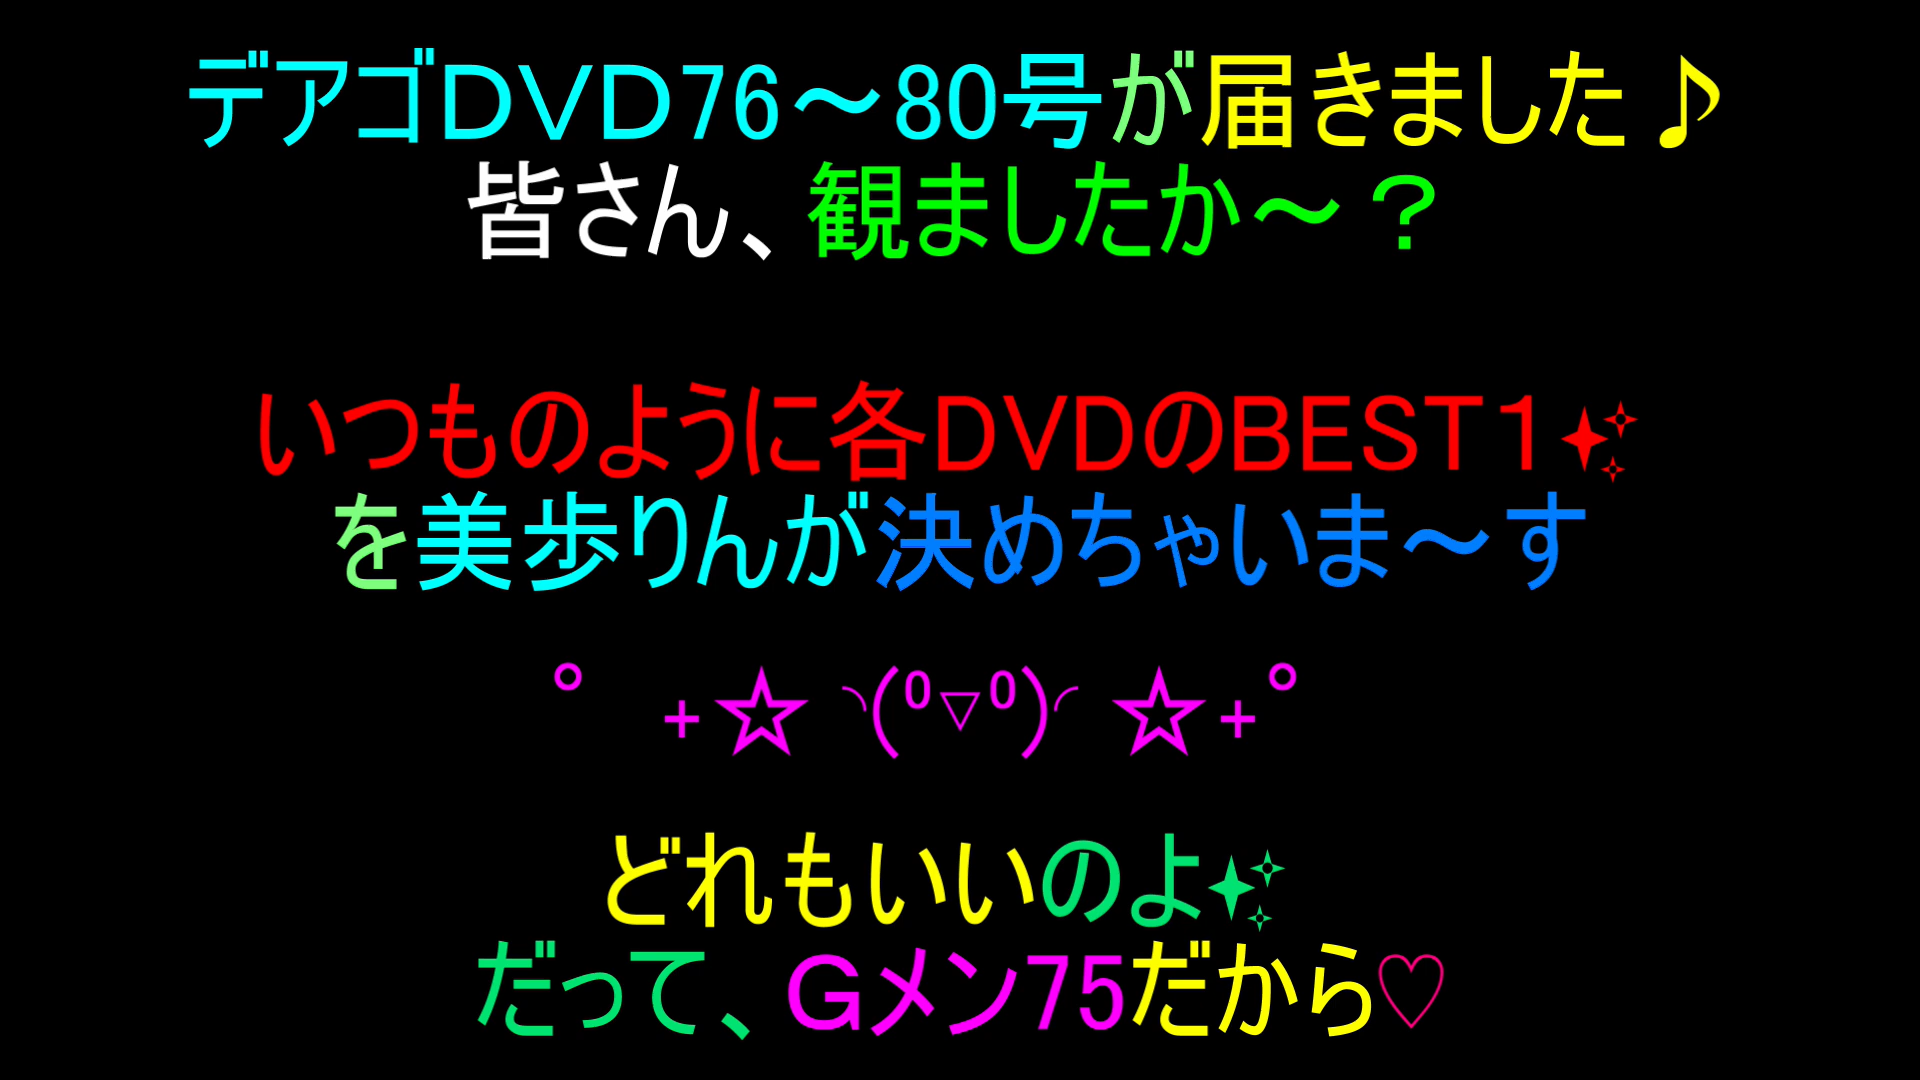 デアゴDVD76～80号が届きました♪
皆さん、観ましたか～？
いつものように各DVDのBEST１✨
を美歩りんが決めちゃいま～す
ﾟ +☆ ◝(⁰▿⁰)◜ ☆+ﾟ
どれもいいのよ✨
だって、Ｇメン75だから♡